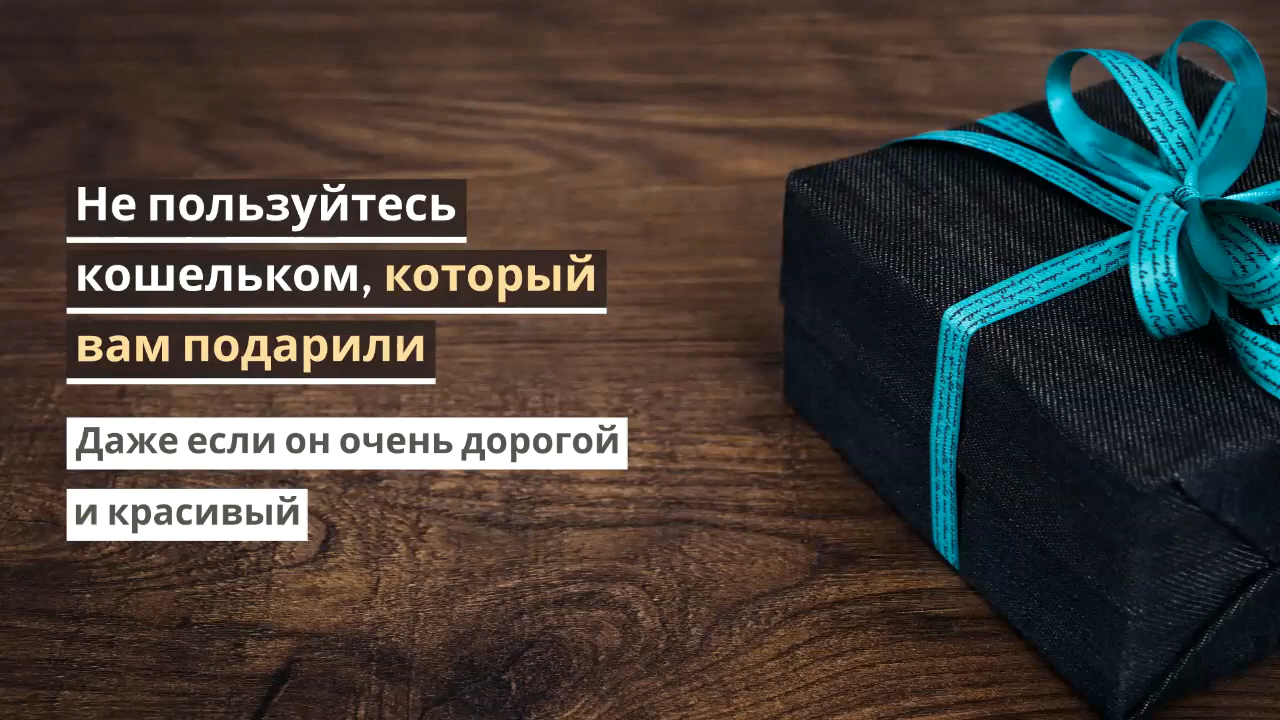 Не пользуйтесь
кошельком, который
вам подарили
Даже если он очень дорогой
и красивый